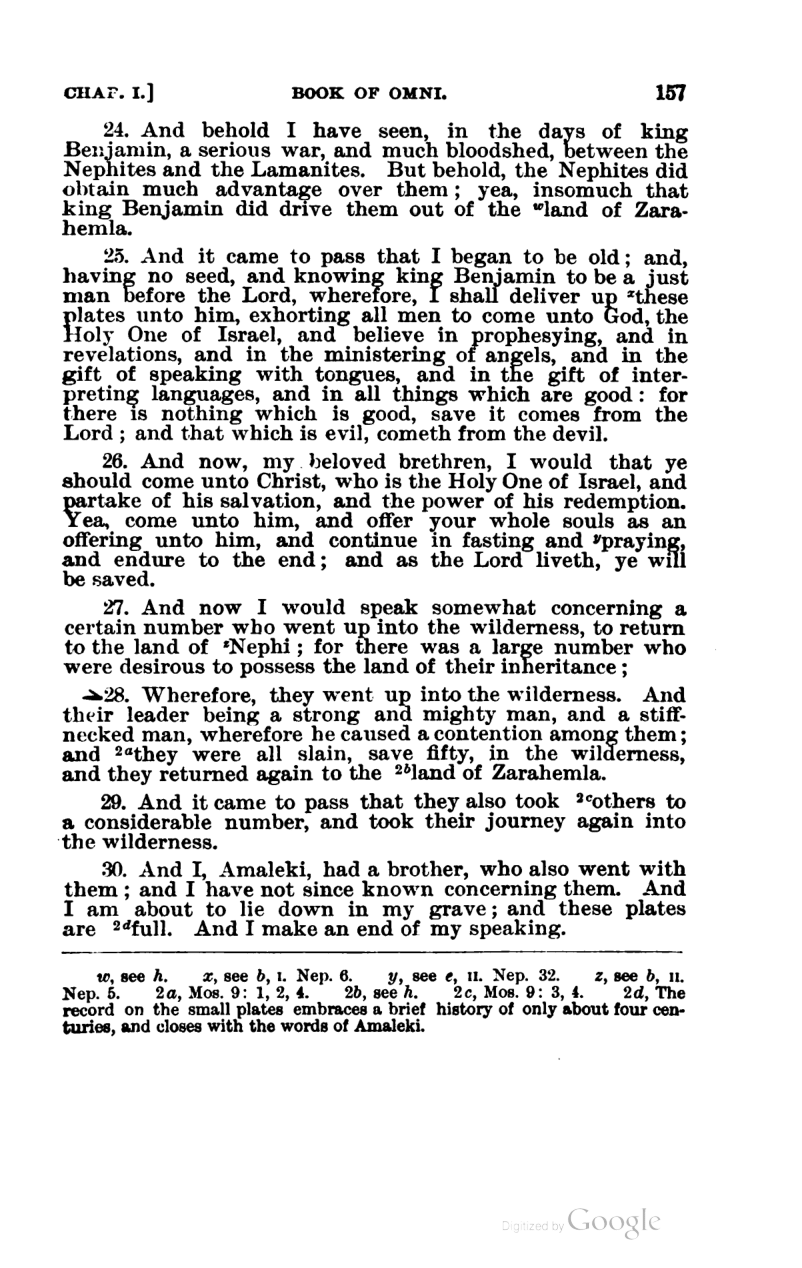 CHAP. I.] BOOK OF OMNI. 157
24. And behold I have seen, in the days of king
Benjamin, a serious war, and much bloodshed, between the
Nephites and the Lamanites. But behold, the Nephites did
obtain much advantage over them; yea, insomuch that
king Benjamin did drive them out of the ʷland of Zara-
hemla.
25. And it came to pass that I began to be old; and,
having no seed, and knowing king Benjamin to be a just
man before the Lord, wherefore, I shall deliver up ˣthese
plates unto him, exhorting all men to come unto God, the
Holy One of Israel, and believe in prophesying, and in
revelations, and in the ministering of angels, and in the
gift of speaking with tongues, and in the gift of inter-
preting languages, and in all things which are good: for
there is nothing which is good, save it comes from the
Lord; and that which is evil, cometh from the devil.
26. And now, my beloved brethren, I would that ye
should come unto Christ, who is the Holy One of Israel, and
partake of his salvation, and the power of his redemption.
Yea, come unto him, and offer your whole souls as an
offering unto him, and continue in fasting and ʸpraying,
and endure to the end; and as the Lord liveth, ye will
be saved.
27. And now I would speak somewhat concerning a
certain number who went up into the wilderness, to return
to the land of ᶻNephi; for there was a large number who
were desirous to possess the land of their inheritance;
28. Wherefore, they went up into the wilderness. And
their leader being a strong and mighty man, and a stiff-
necked man, wherefore he caused a contention among them;
and ²ᵃthey were all slain, save fifty, in the wilderness,
and they returned again to the ²ᵇland of Zarahemla.
29. And it came to pass that they also took ²ᶜothers to
a considerable number, and took their journey again into
the wilderness.
30. And I, Amaleki, had a brother, who also went with
them; and I have not since known concerning them. And
I am about to lie down in my grave; and these plates
are ²ᵈfull. And I make an end of my speaking.
w, see h. x, see b, I. Nep. 6. y, see e, II. Nep. 32. z, see b, II.
Nep. 5. 2a, Mos. 9: 1, 2, 4. 2b, see h. 2c, Mos. 9: 3, 4. 2d, The
record on the small plates embraces a brief history of only about four cen-
turies, and closes with the words of Amaleki.
Digitized by Google